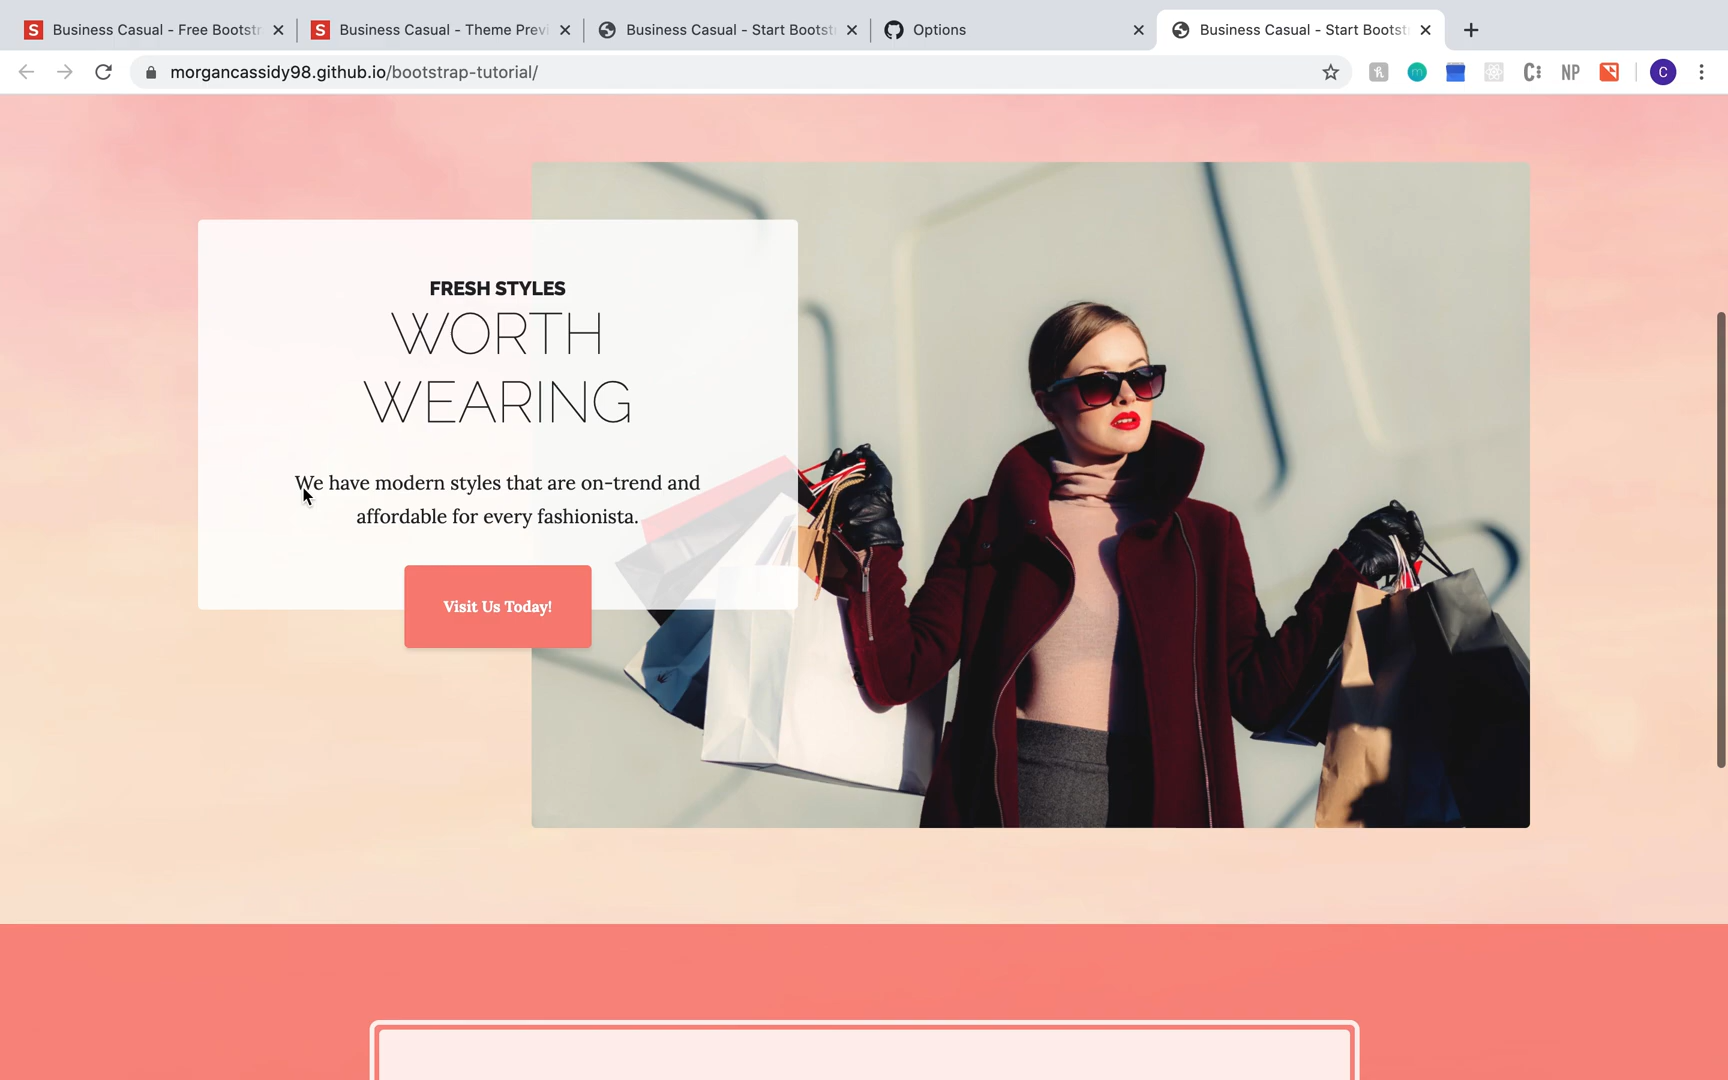 Business Casual - Free Bootstr
Business Casual - Theme Previ
Business Casual - Start Bootst
Options
Business Casual - Start Bootst
morgancassidy98.github.io/bootstrap-tutorial/
NP
C
FRESH STYLES
WORTH
WEARING
We have modern styles that are on-trend and
affordable for every fashionista.
Visit Us Today!